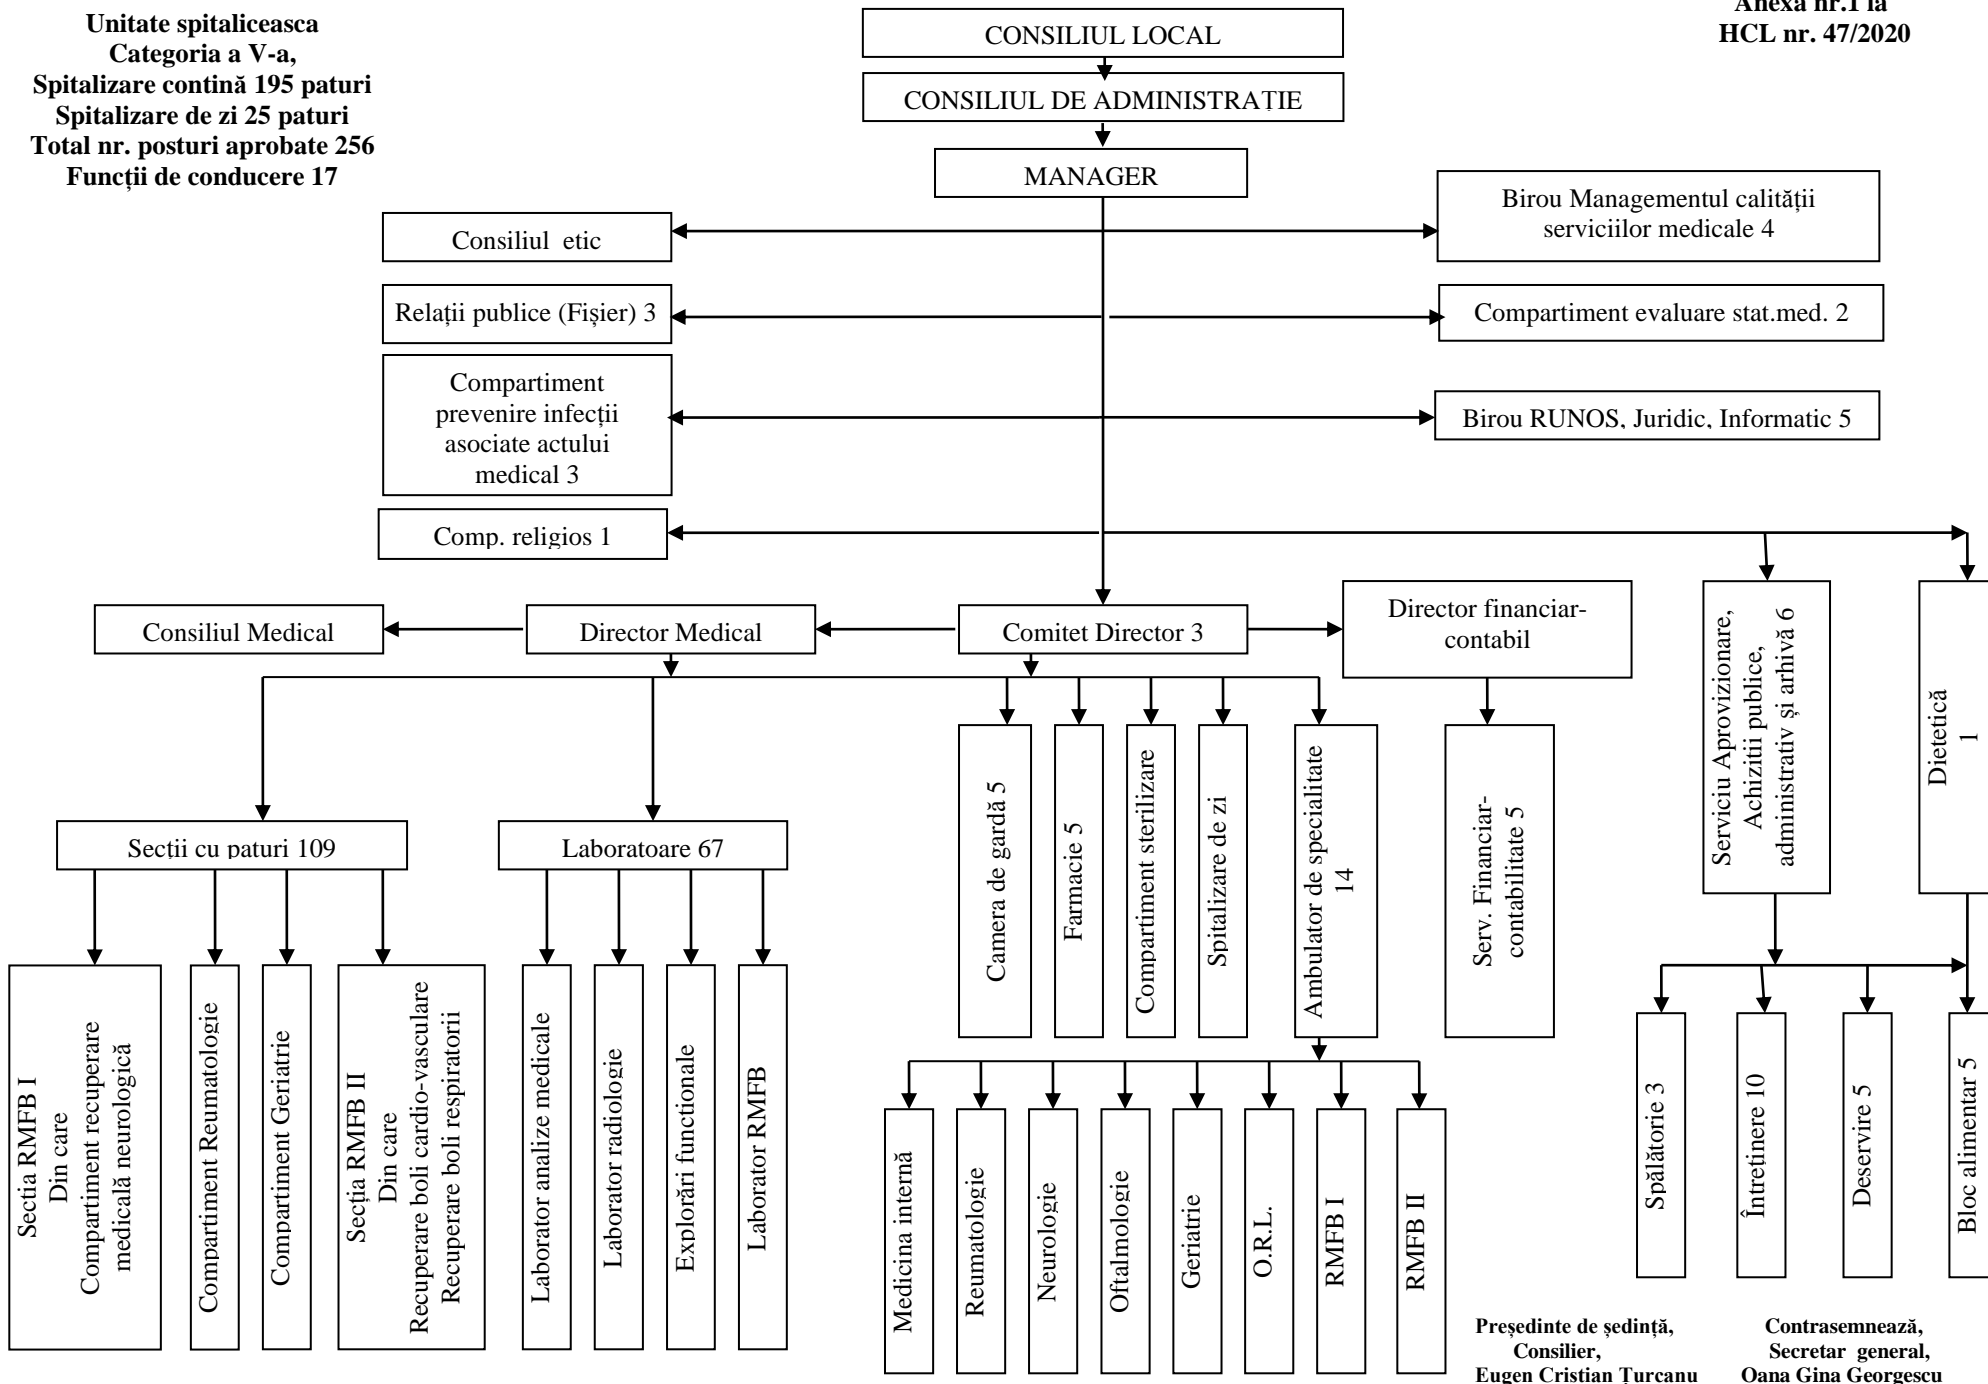 Unitate spitaliceasca
Categoria a V-a,
Spitalizare contină 195 paturi
Spitalizare de zi 25 paturi
Total nr. posturi aprobate 256
Funcții de conducere 17
Anexa nr.1 la
HCL nr. 47/2020
CONSILIUL LOCAL
CONSILIUL DE ADMINISTRAȚIE
MANAGER
Consiliul etic
Birou Managementul calității
serviciilor medicale 4
Relații publice (Fișier) 3
Compartiment evaluare stat.med. 2
Compartiment
prevenire infecții
asociate actului
medical 3
Birou RUNOS, Juridic, Informatic 5
Comp. religios 1
Consiliul Medical
Director Medical
Comitet Director 3
Director financiar-
contabil
Serviciu Aprovizionare,
Achizitii publice,
administrativ și arhivă 6
Dietetică
1
Secții cu paturi 109
Laboratoare 67
Camera de gardă 5
Farmacie 5
Compartiment sterilizare
Spitalizare de zi
Ambulator de specialitate
14
Serv. Financiar-
contabilitate 5
Sectia RMFB I
Din care
Compartiment recuperare
medicală neurologică
Compartiment Reumatologie
Compartiment Geriatrie
Secția RMFB II
Din care
Recuperare boli cardio-vasculare
Recuperare boli respiratorii
Laborator analize medicale
Laborator radiologie
Explorări functionale
Laborator RMFB
Medicina internă
Reumatologie
Neurologie
Oftalmologie
Geriatrie
O.R.L.
RMFB I
RMFB II
Spălătorie 3
Întreținere 10
Deservire 5
Bloc alimentar 5
Președinte de ședință,
Consilier,
Eugen Cristian Țurcanu
Contrasemnează,
Secretar general,
Oana Gina Georgescu